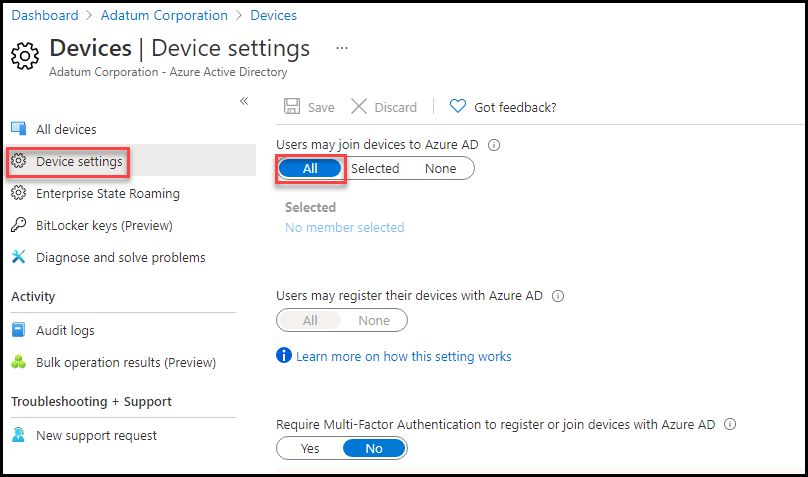 Dashboard > Adatum Corporation > Devices
Devices | Device settings ...
Adatum Corporation - Azure Active Directory
«
All devices
Device settings
Enterprise State Roaming
BitLocker keys (Preview)
Diagnose and solve problems
Activity
Audit logs
Bulk operation results (Preview)
Troubleshooting + Support
New support request
Save Discard Got feedback?
Users may join devices to Azure AD
All Selected None
Selected
No member selected
Users may register their devices with Azure AD
All None
Learn more on how this setting works
Require Multi-Factor Authentication to register or join devices with Azure AD
Yes No